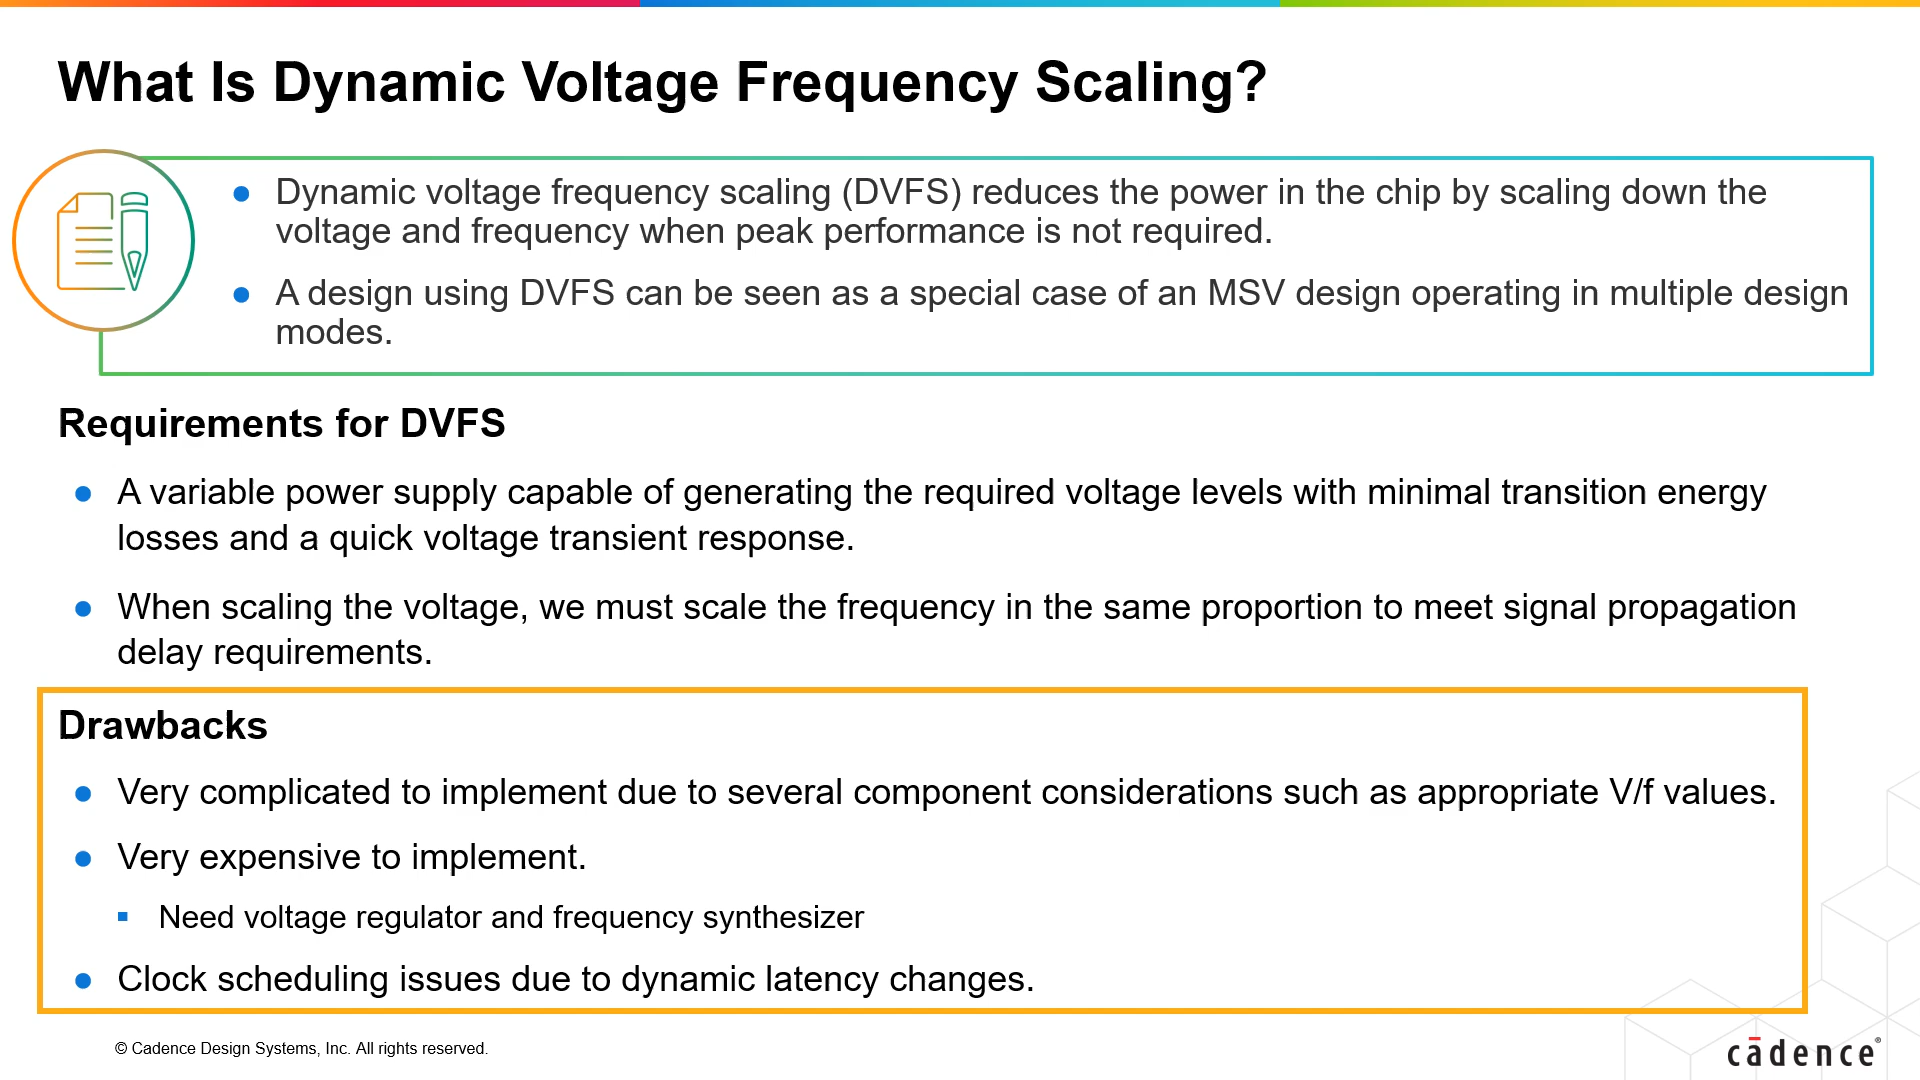 What Is Dynamic Voltage Frequency Scaling?
● Dynamic voltage frequency scaling (DVFS) reduces the power in the chip by scaling down the
voltage and frequency when peak performance is not required.
● A design using DVFS can be seen as a special case of an MSV design operating in multiple design
modes.
Requirements for DVFS
● A variable power supply capable of generating the required voltage levels with minimal transition energy
losses and a quick voltage transient response.
● When scaling the voltage, we must scale the frequency in the same proportion to meet signal propagation
delay requirements.
Drawbacks
● Very complicated to implement due to several component considerations such as appropriate V/f values.
● Very expensive to implement.
▪ Need voltage regulator and frequency synthesizer
● Clock scheduling issues due to dynamic latency changes.
© Cadence Design Systems, Inc. All rights reserved.
cādence®